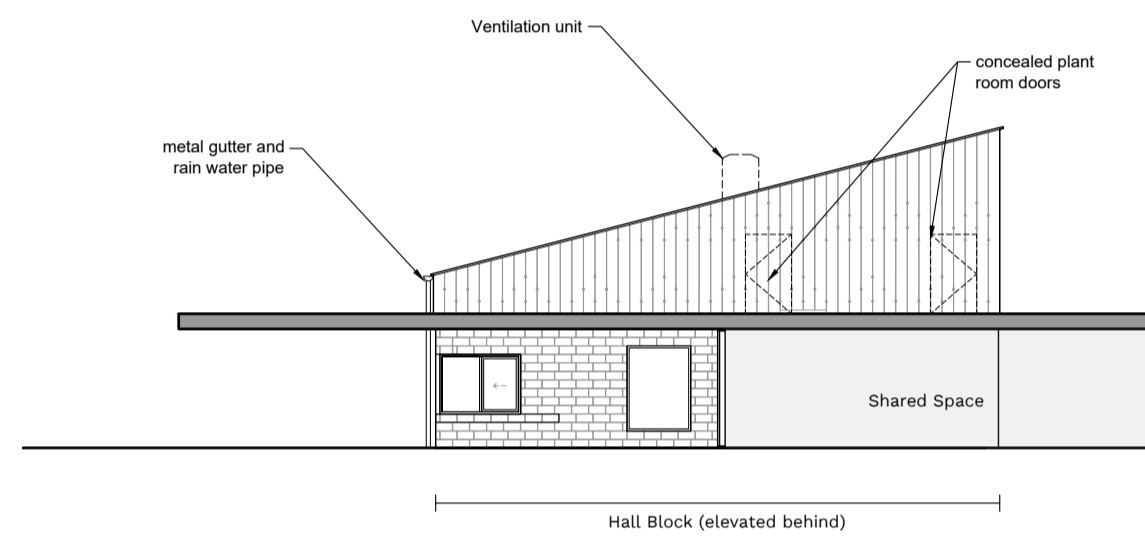 Ventilation unit
concealed plant
room doors
metal gutter and
rain water pipe
Shared Space
Hall Block (elevated behind)